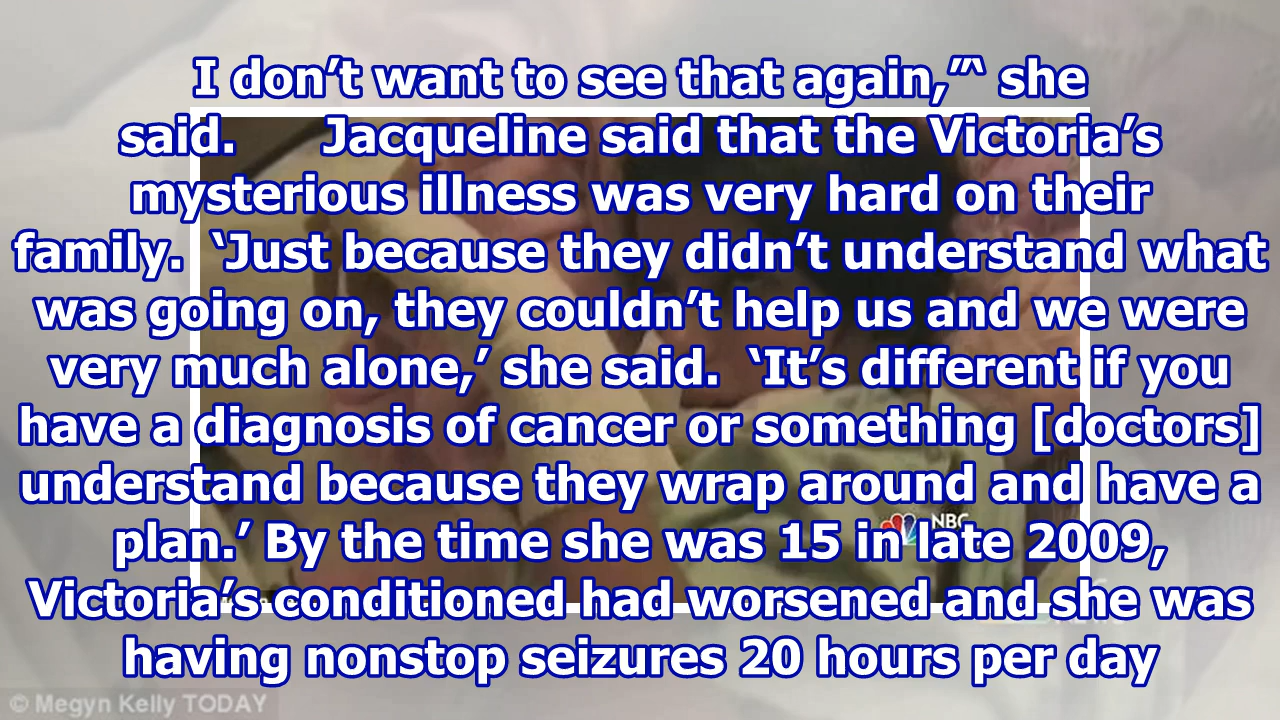 I don’t want to see that again,”‘ she
said.      Jacqueline said that the Victoria’s
mysterious illness was very hard on their
family.  ‘Just because they didn’t understand what
was going on, they couldn’t help us and we were
very much alone,’ she said.  ‘It’s different if you
have a diagnosis of cancer or something [doctors]
understand because they wrap around and have a
plan.’ By the time she was 15 in late 2009,
Victoria’s conditioned had worsened and she was
having nonstop seizures 20 hours per day
NBC
© Megyn Kelly TODAY